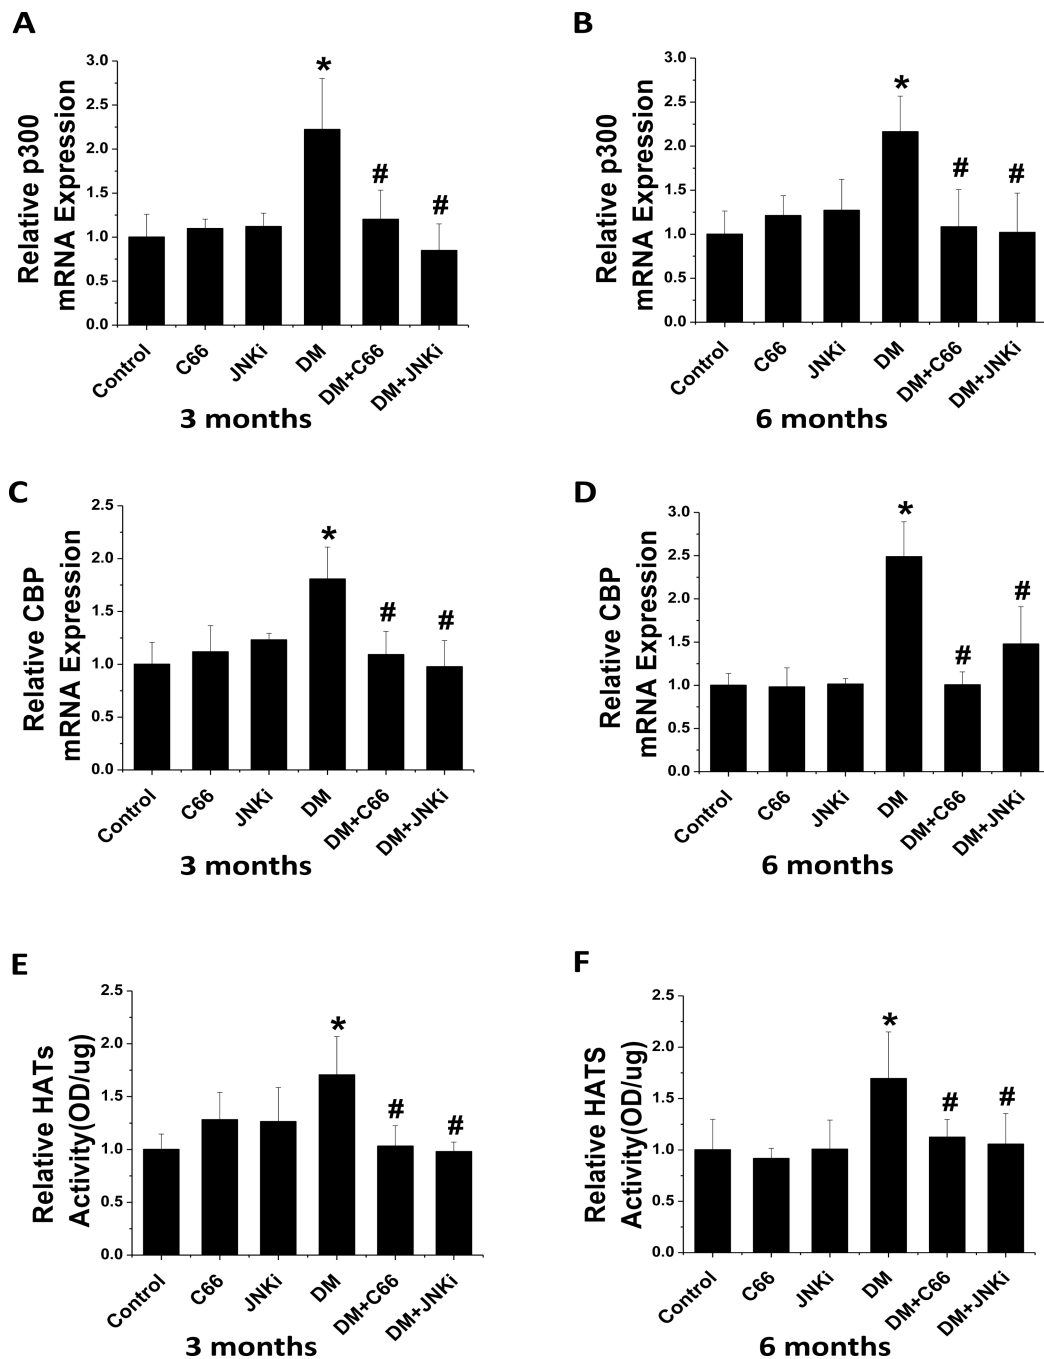 A
Relative p300
mRNA Expression
3.0
2.5
2.0
1.5
1.0
0.5
0.0
*
#
#
Control
C66
JNKi
DM
DM+C66
DM+JNKi
3 months
B
Relative p300
mRNA Expression
3.0
2.5
2.0
1.5
1.0
0.5
0.0
*
#
#
Control
C66
JNKi
DM
DM+C66
DM+JNKi
6 months
C
Relative CBP
mRNA Expression
2.5
2.0
1.5
1.0
0.5
0.0
*
#
#
Control
C66
JNKi
DM
DM+C66
DM+JNKi
3 months
D
Relative CBP
mRNA Expression
3.0
2.5
2.0
1.5
1.0
0.5
0.0
*
#
#
Control
C66
JNKi
DM
DM+C66
DM+JNKi
6 months
E
Relative HATs
Activity(OD/ug)
2.5
2.0
1.5
1.0
0.5
0.0
*
#
#
Control
C66
JNKi
DM
DM+C66
DM+JNKi
3 months
F
Relative HATS
Activity(OD/ug)
2.5
2.0
1.5
1.0
0.5
0.0
*
#
#
Control
C66
JNKi
DM
DM+C66
DM+JNKi
6 months